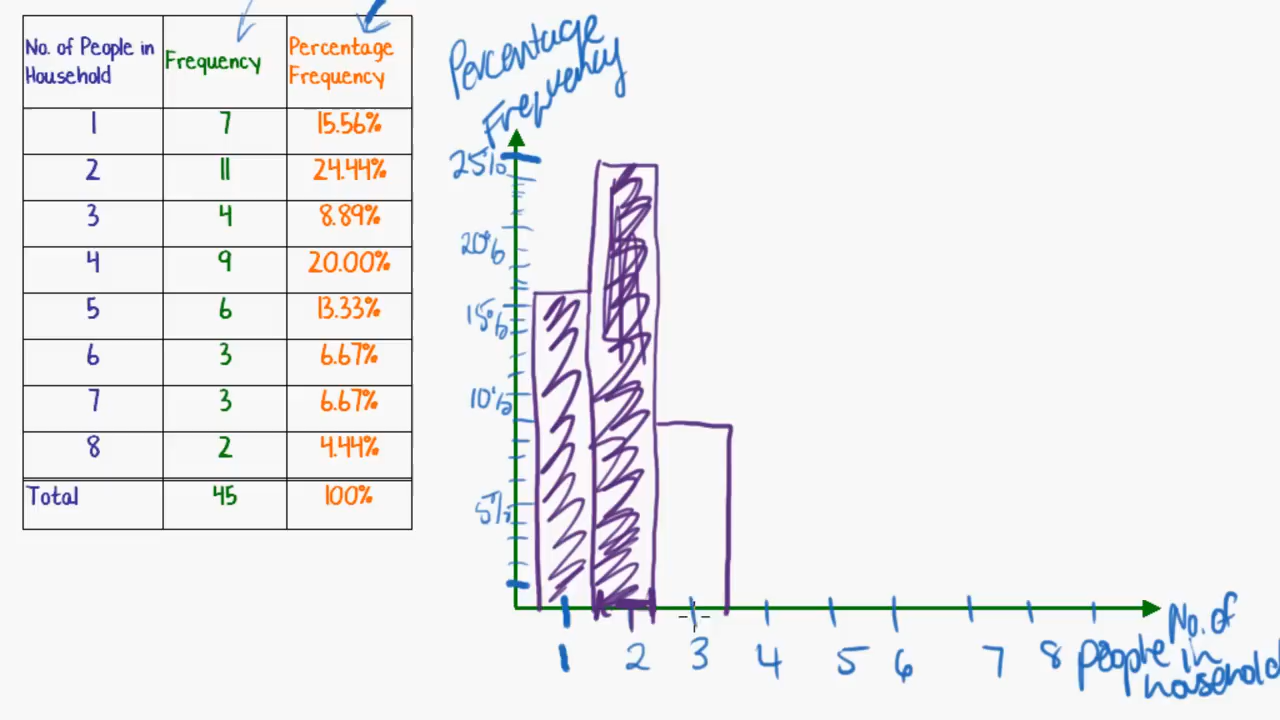 No. of People in Household Frequency Percentage Frequency
1 7 15.56%
2 11 24.44%
3 4 8.89%
4 9 20.00%
5 6 13.33%
6 3 6.67%
7 3 6.67%
8 2 4.44%
Total 45 100%
Percentage
Frequency
25%
20%
15%
10%
5%
1 2 3 4 5 6 7 8
No. of
people in
household